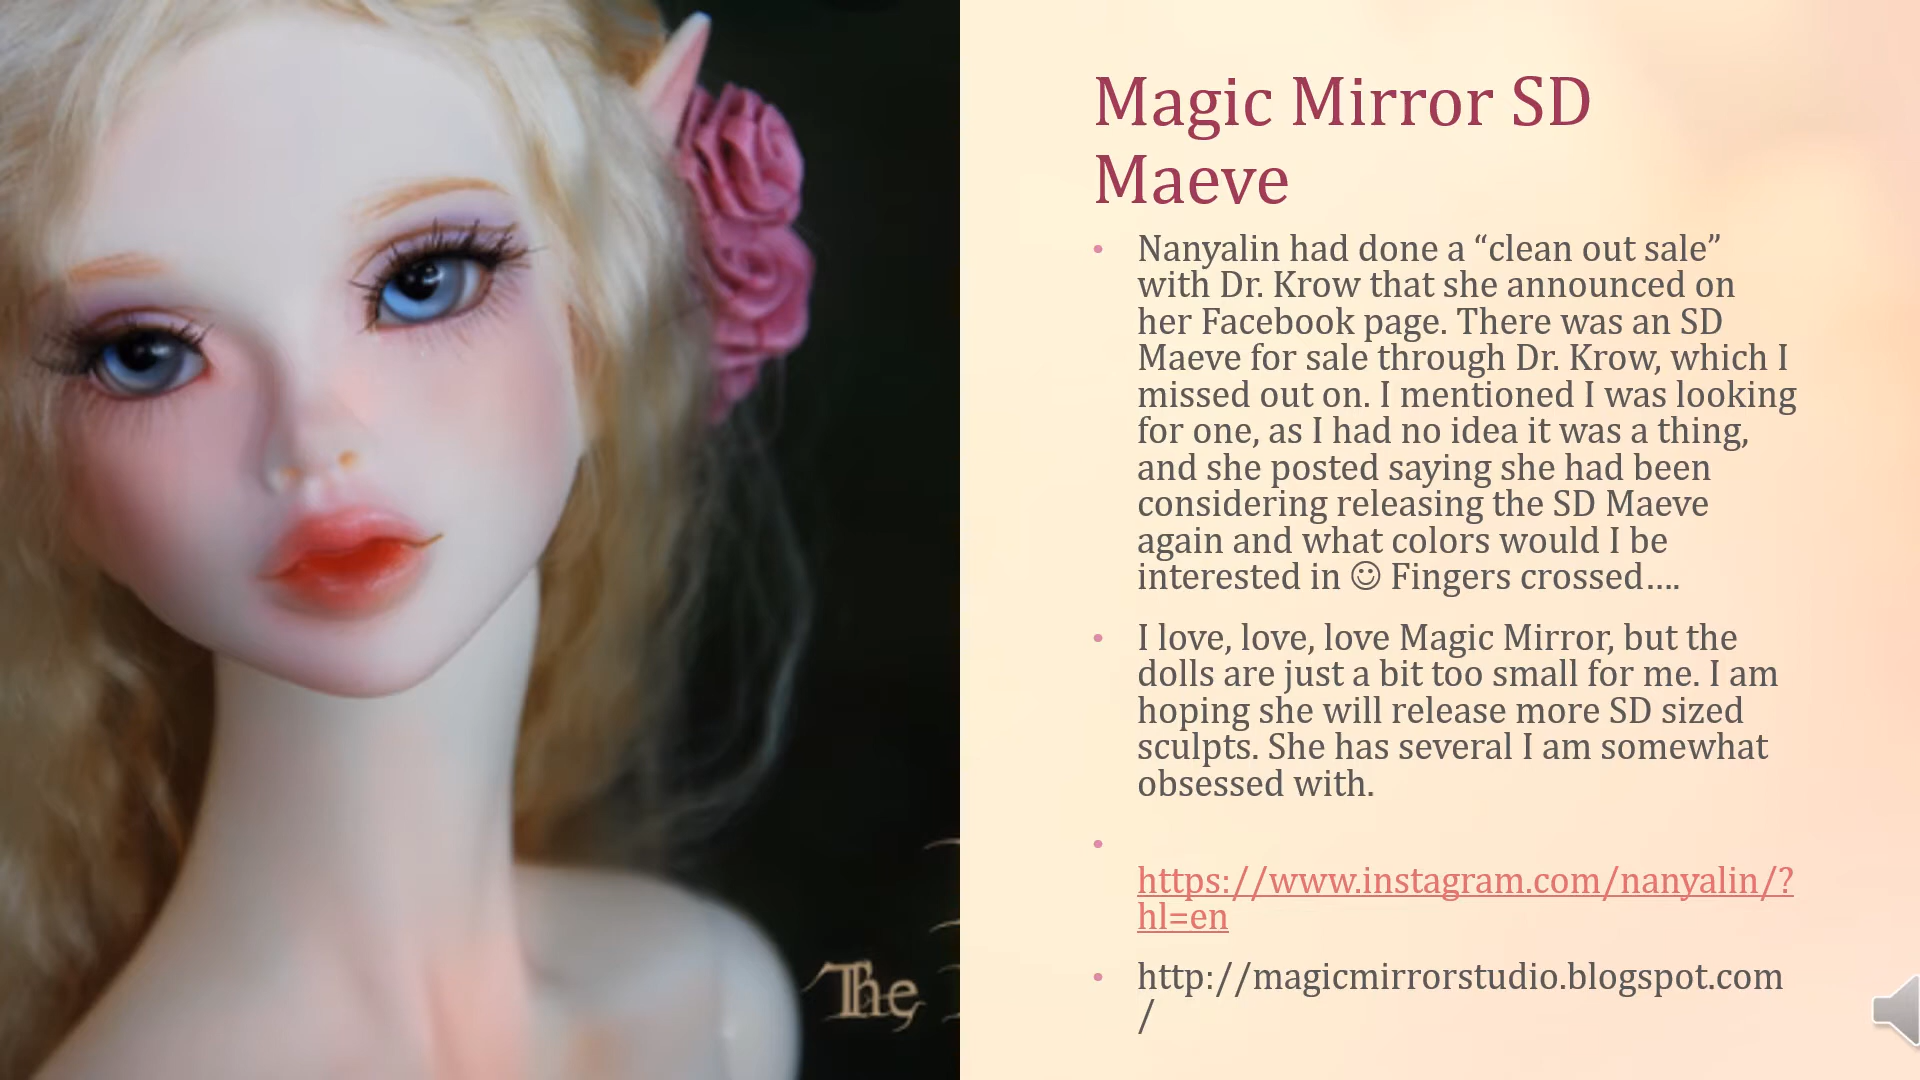 Magic Mirror SD
Maeve
• Nanyalin had done a “clean out sale”
with Dr. Krow that she announced on
her Facebook page. There was an SD
Maeve for sale through Dr. Krow, which I
missed out on. I mentioned I was looking
for one, as I had no idea it was a thing,
and she posted saying she had been
considering releasing the SD Maeve
again and what colors would I be
interested in ☺ Fingers crossed….
• I love, love, love Magic Mirror, but the
dolls are just a bit too small for me. I am
hoping she will release more SD sized
sculpts. She has several I am somewhat
obsessed with.
•
https://www.instagram.com/nanyalin/?
hl=en
• http://magicmirrorstudio.blogspot.com
/
The